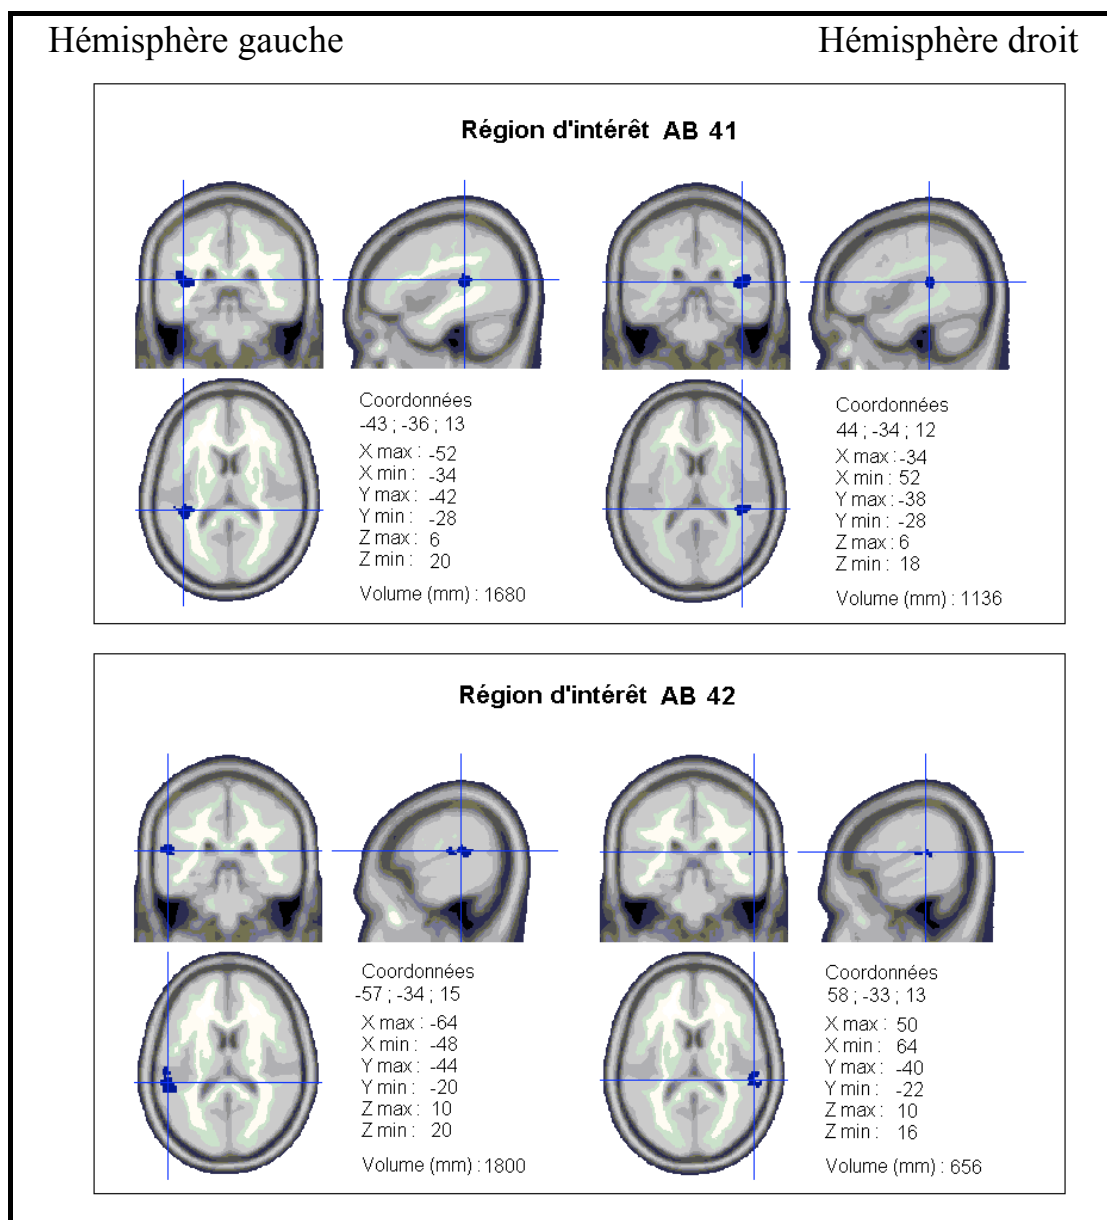 Hémisphère gauche
Hémisphère droit
Région d'intérêt AB 41
Coordonnées
-43 ; -36 ; 13
X max : -52
X min : -34
Y max : -42
Y min : -28
Z max : 6
Z min : 20
Volume (mm) : 1680
Coordonnées
44 ; -34 ; 12
X max : -34
X min : 52
Y max : -38
Y min : -28
Z max : 6
Z min : 18
Volume (mm) : 1136
Région d'intérêt AB 42
Coordonnées
-57 ; -34 ; 15
X max : -64
X min : -48
Y max : -44
Y min : -20
Z max : 10
Z min : 20
Volume (mm) : 1800
Coordonnées
58 ; -33 ; 13
X max : 50
X min : 64
Y max : -40
Y min : -22
Z max : 10
Z min : 16
Volume (mm) : 656